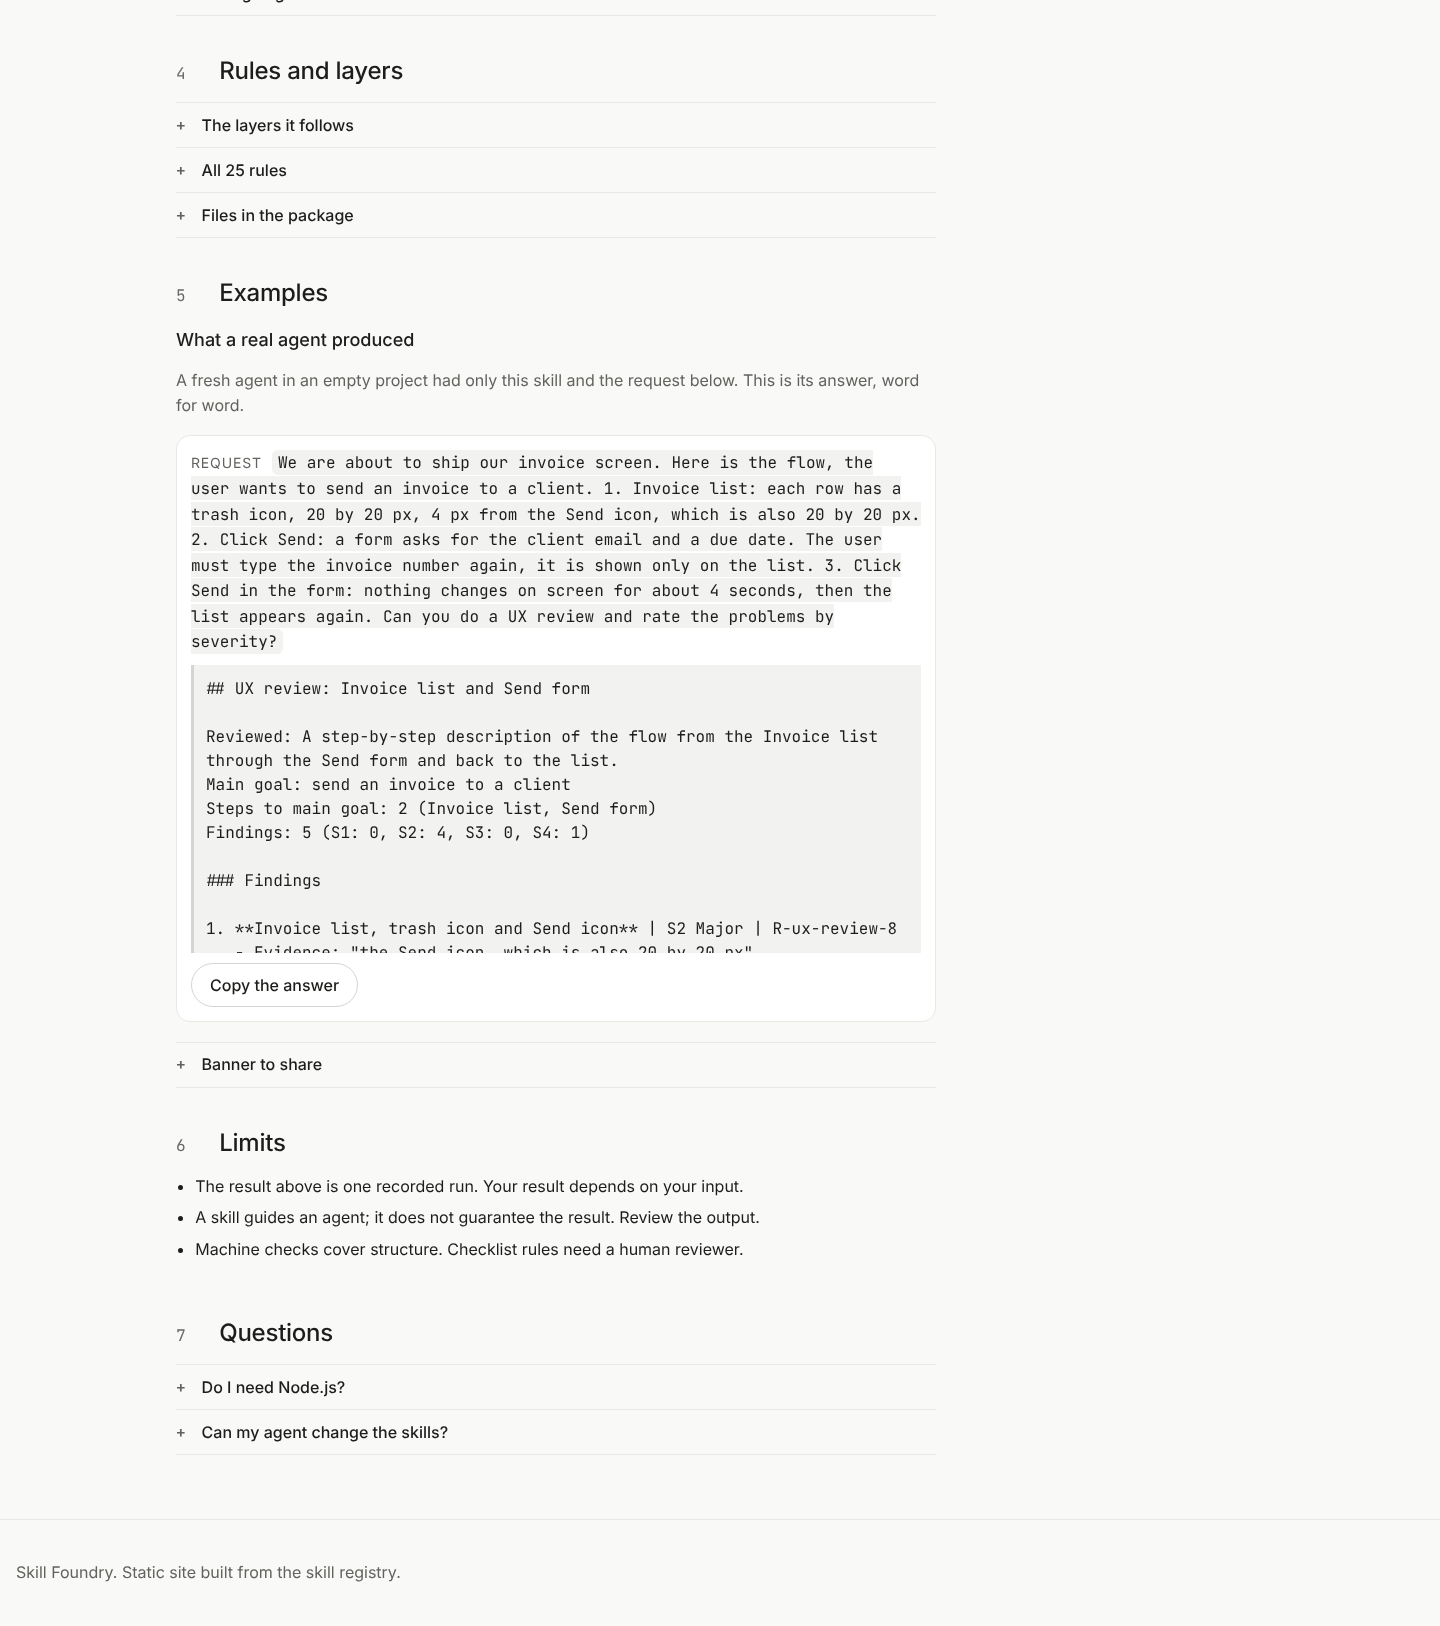 4 Rules and layers
+ The layers it follows
+ All 25 rules
+ Files in the package
5 Examples
What a real agent produced
A fresh agent in an empty project had only this skill and the request below. This is its answer, word
for word.
REQUEST We are about to ship our invoice screen. Here is the flow, the
user wants to send an invoice to a client. 1. Invoice list: each row has a
trash icon, 20 by 20 px, 4 px from the Send icon, which is also 20 by 20 px.
2. Click Send: a form asks for the client email and a due date. The user
must type the invoice number again, it is shown only on the list. 3. Click
Send in the form: nothing changes on screen for about 4 seconds, then the
list appears again. Can you do a UX review and rate the problems by
severity?
## UX review: Invoice list and Send form
Reviewed: A step-by-step description of the flow from the Invoice list
through the Send form and back to the list.
Main goal: send an invoice to a client
Steps to main goal: 2 (Invoice list, Send form)
Findings: 5 (S1: 0, S2: 4, S3: 0, S4: 1)
### Findings
1. **Invoice list, trash icon and Send icon** | S2 Major | R-ux-review-8
- Evidence: "the Send icon, which is also 20 by 20 px"
Copy the answer
+ Banner to share
6 Limits
• The result above is one recorded run. Your result depends on your input.
• A skill guides an agent; it does not guarantee the result. Review the output.
• Machine checks cover structure. Checklist rules need a human reviewer.
7 Questions
+ Do I need Node.js?
+ Can my agent change the skills?
Skill Foundry. Static site built from the skill registry.